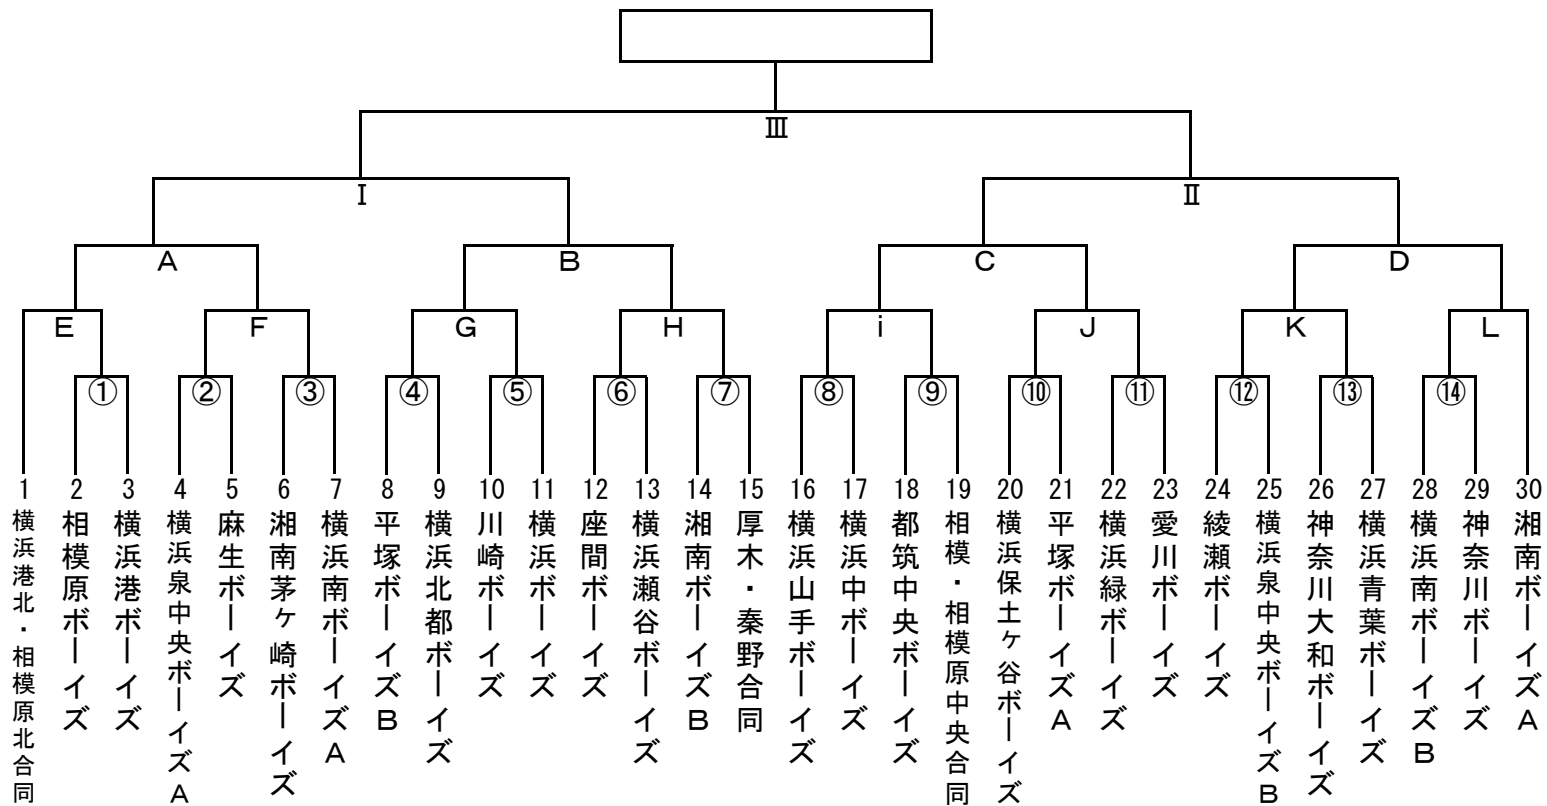 Ⅲ
Ⅰ
Ⅱ
A
B
C
D
E
F
G
H
i
J
K
L
①
②
③
④
⑤
⑥
⑦
⑧
⑨
⑩
⑪
⑫
⑬
⑭
1
横浜港北・相模原北合同
2
相模原ボーイズ
3
横浜港ボーイズ
4
横浜泉中央ボーイズA
5
麻生ボーイズ
6
湘南茅ヶ崎ボーイズ
7
横浜南ボーイズA
8
平塚ボーイズB
9
横浜北都ボーイズ
10
川崎ボーイズ
11
横浜ボーイズ
12
座間ボーイズ
13
横浜瀬谷ボーイズ
14
湘南ボーイズB
15
厚木・秦野合同
16
横浜山手ボーイズ
17
横浜中ボーイズ
18
都筑中央ボーイズ
19
相模・相模原中央合同
20
横浜保土ヶ谷ボーイズ
21
平塚ボーイズA
22
横浜緑ボーイズ
23
愛川ボーイズ
24
綾瀬ボーイズ
25
横浜泉中央ボーイズB
26
神奈川大和ボーイズ
27
横浜青葉ボーイズ
28
横浜南ボーイズB
29
神奈川ボーイズ
30
湘南ボーイズA